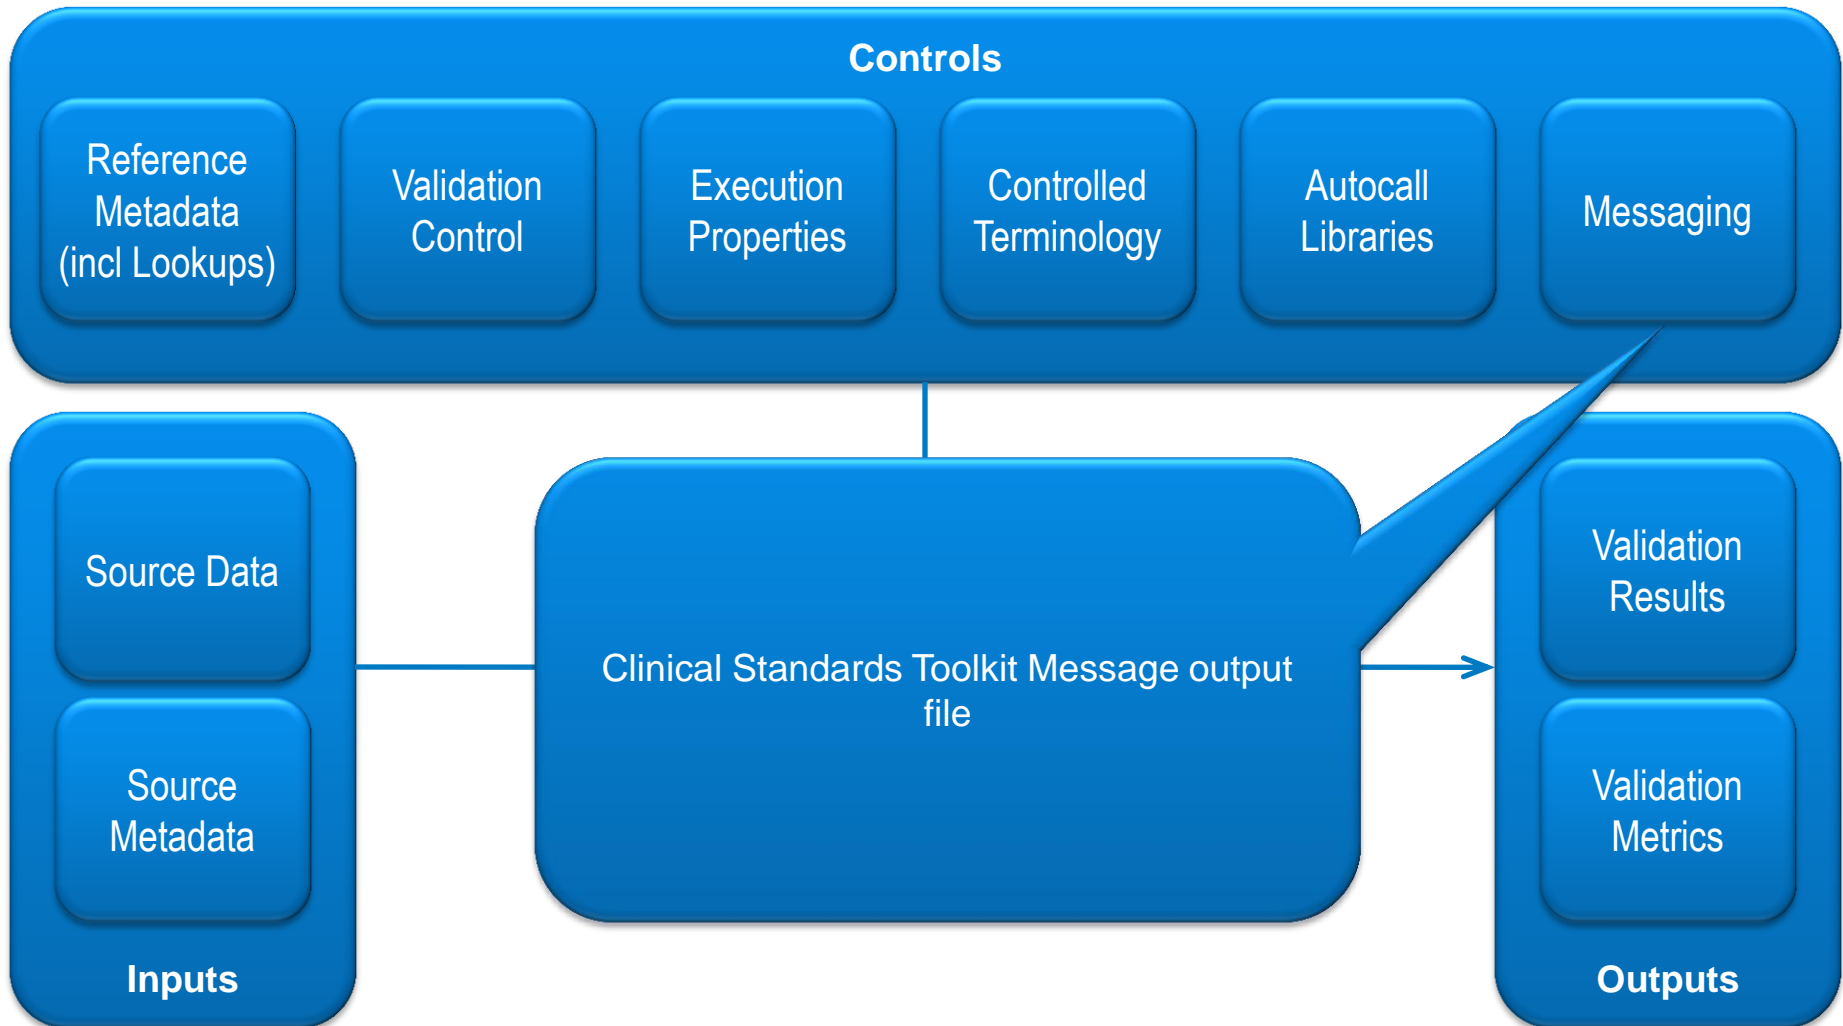 Controls
Reference
Metadata
(incl Lookups)
Validation
Control
Execution
Properties
Controlled
Terminology
Autocall
Libraries
Messaging
Source Data
Source
Metadata
Inputs
Clinical Standards Toolkit Message output
file
Validation
Results
Validation
Metrics
Outputs